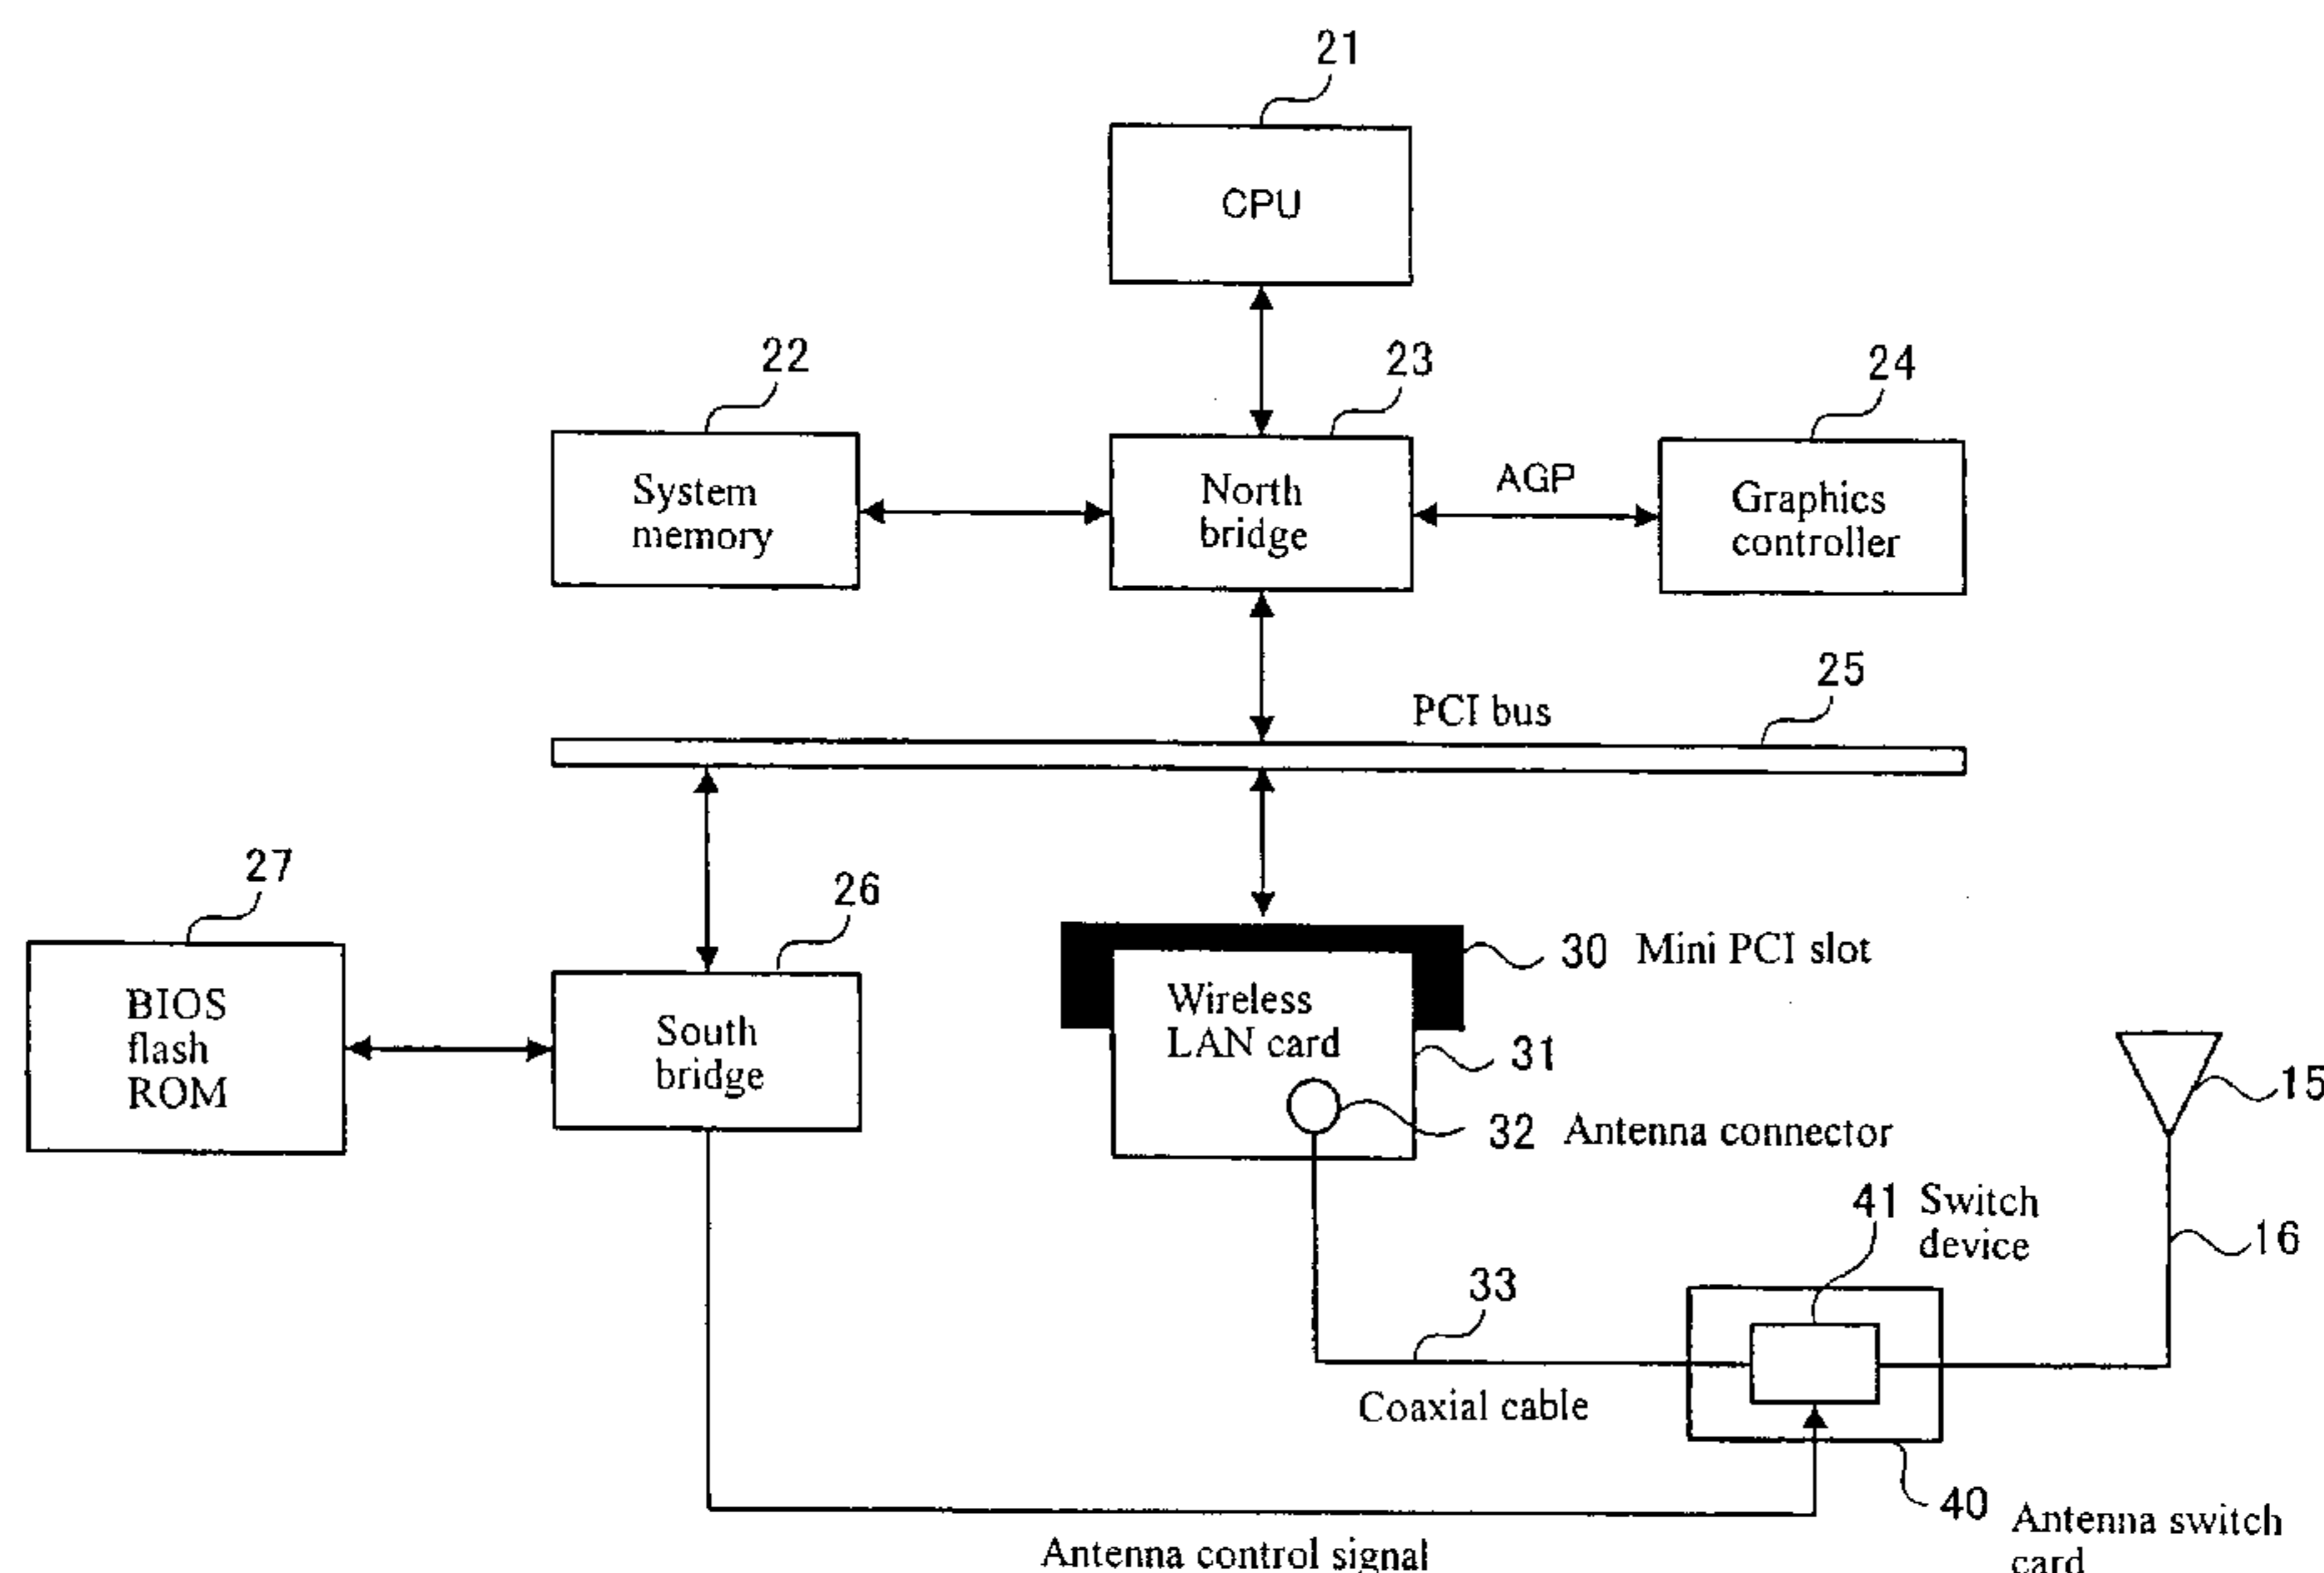 21
CPU
22
23
24
System
memory
North
bridge
AGP
Graphics
controller
PCI bus
25
27
26
BIOS
flash
ROM
South
bridge
30 Mini PCI slot
Wireless
LAN card
31
32 Antenna connector
15
41 Switch
device
16
33
Coaxial cable
40 Antenna switch
card
Antenna control signal